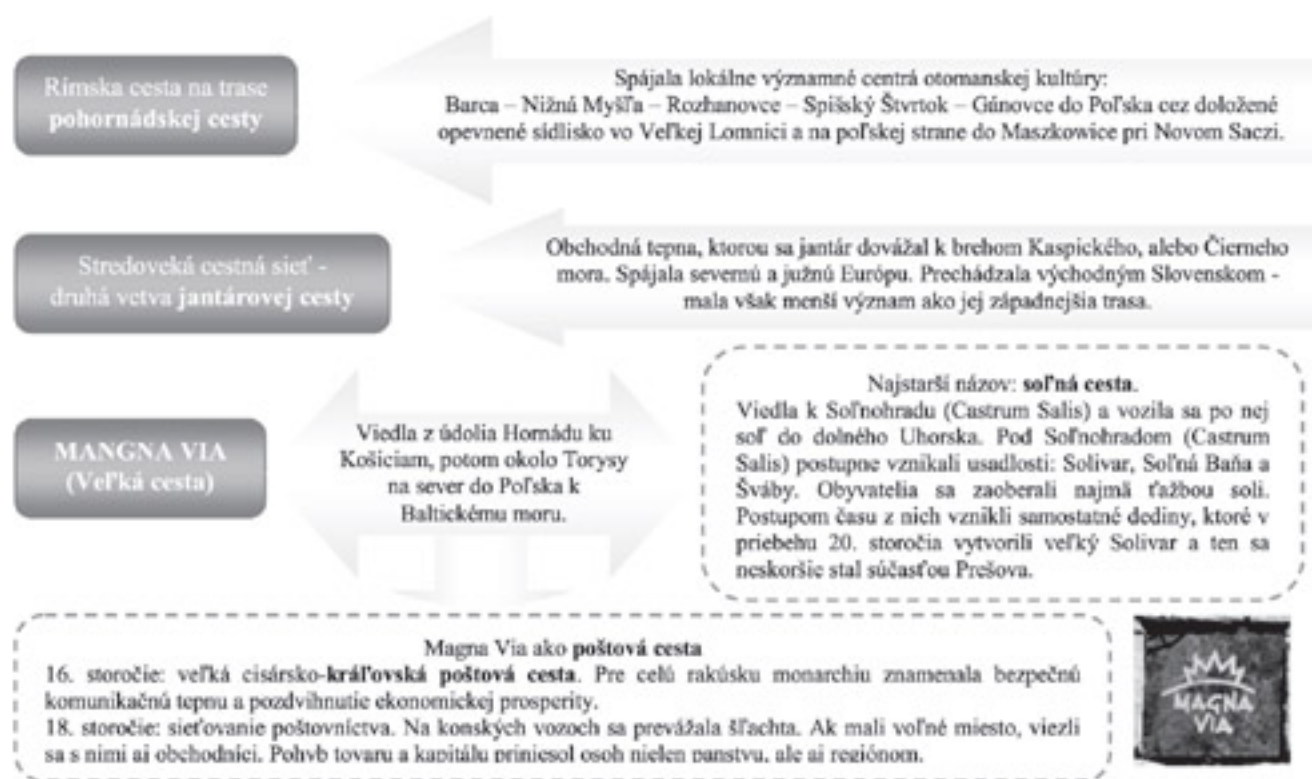 Rímska cesta na trase
pohornádskej cesty
Spájala lokálne významné centrá otomanskej kultúry:
Barca – Nižná Myšľa – Rozhanovce – Spišský Štvrtok – Gánovce do Poľska cez doložené
opevnené sídlisko vo Veľkej Lomnici a na poľskej strane do Maszkowice pri Novom Saczi.
Stredoveká cestná sieť -
druhá vetva jantárovej cesty
Obchodná tepna, ktorou sa jantár dovážal k brehom Kaspického, alebo Čierneho
mora. Spájala severnú a južnú Európu. Prechádzala východným Slovenskom -
mala však menší význam ako jej západnejšia trasa.
MANGNA VIA
(Veľká cesta)
Viedla z údolia Hornádu ku
Košiciam, potom okolo Torysy
na sever do Poľska k
Baltickému moru.
Najstarší názov: soľná cesta.
Viedla k Soľnohradu (Castrum Salis) a vozila sa po nej
soľ do dolného Uhorska. Pod Soľnohradom (Castrum
Salis) postupne vznikali usadlosti: Solivar, Soľná Baňa a
Šváby. Obyvatelia sa zaoberali najmä ťažbou soli.
Postupom času z nich vznikli samostatné dediny, ktoré v
priebehu 20. storočia vytvorili veľký Solivar a ten sa
neskoršie stal súčasťou Prešova.
Magna Via ako poštová cesta
16. storočie: veľká cisársko-kráľovská poštová cesta. Pre celú rakúsku monarchiu znamenala bezpečnú
komunikačnú tepnu a pozdvihnutie ekonomickej prosperity.
18. storočie: sieťovanie poštovníctva. Na konských vozoch sa prevážala šľachta. Ak mali voľné miesto, viezli
sa s nimi aj obchodníci. Pohyb tovaru a kapitálu priniesol osoh nielen panstvu, ale aj regiónom.
MAGNA
VIA